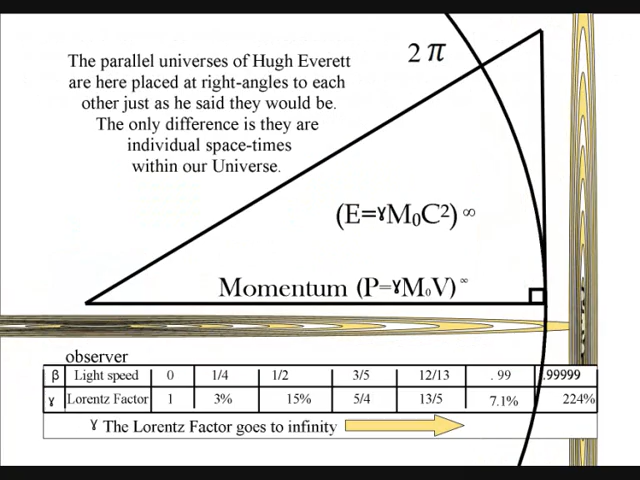 The parallel universes of Hugh Everett
are here placed at right-angles to each
other just as he said they would be.
The only difference is they are
individual space-times
within our Universe.
2 π
(E=ɤM₀C²) ∞
Momentum (P=ɤM₀V) ∞
observer
β Light speed 0 1/4 1/2 3/5 12/13 .99 .99999
ɤ Lorentz Factor 1 3% 15% 5/4 13/5 7.1% 224%
ɤ The Lorentz Factor goes to infinity